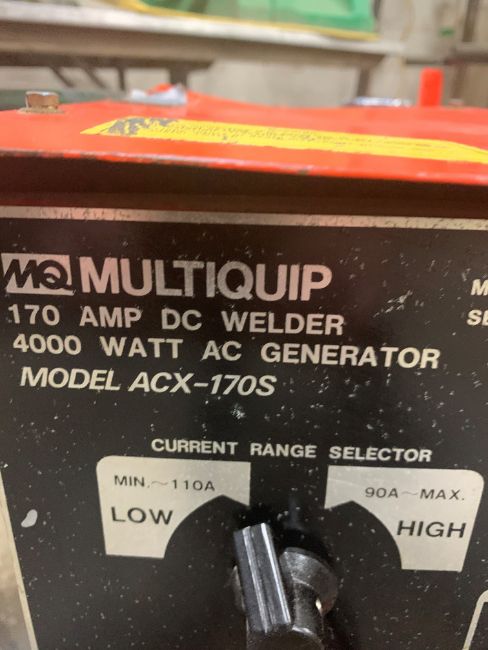 MQ MULTIQUIP
170 AMP DC WELDER
4000 WATT AC GENERATOR
MODEL ACX-170S
CURRENT RANGE SELECTOR
MIN.~110A
LOW
90A~MAX.
HIGH